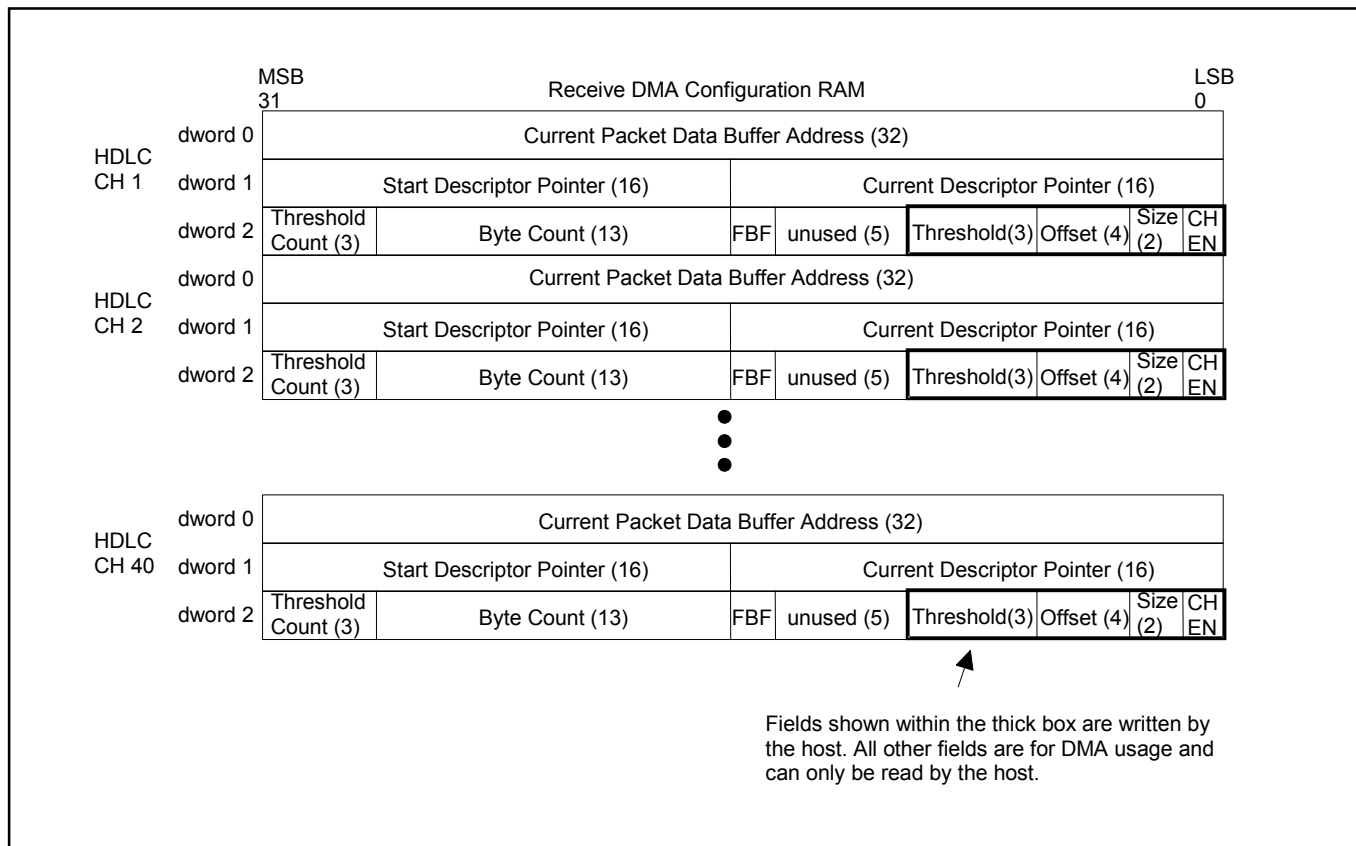 MSB
31
Receive DMA Configuration RAM
LSB
0
HDLC
CH 1
dword 0
Current Packet Data Buffer Address (32)
dword 1
Start Descriptor Pointer (16)
Current Descriptor Pointer (16)
dword 2
Threshold
Count (3)
Byte Count (13)
FBF
unused (5)
Threshold(3)
Offset (4)
Size
(2)
CH
EN
HDLC
CH 2
dword 0
Current Packet Data Buffer Address (32)
dword 1
Start Descriptor Pointer (16)
Current Descriptor Pointer (16)
dword 2
Threshold
Count (3)
Byte Count (13)
FBF
unused (5)
Threshold(3)
Offset (4)
Size
(2)
CH
EN
HDLC
CH 40
dword 0
Current Packet Data Buffer Address (32)
dword 1
Start Descriptor Pointer (16)
Current Descriptor Pointer (16)
dword 2
Threshold
Count (3)
Byte Count (13)
FBF
unused (5)
Threshold(3)
Offset (4)
Size
(2)
CH
EN
Fields shown within the thick box are written by
the host. All other fields are for DMA usage and
can only be read by the host.